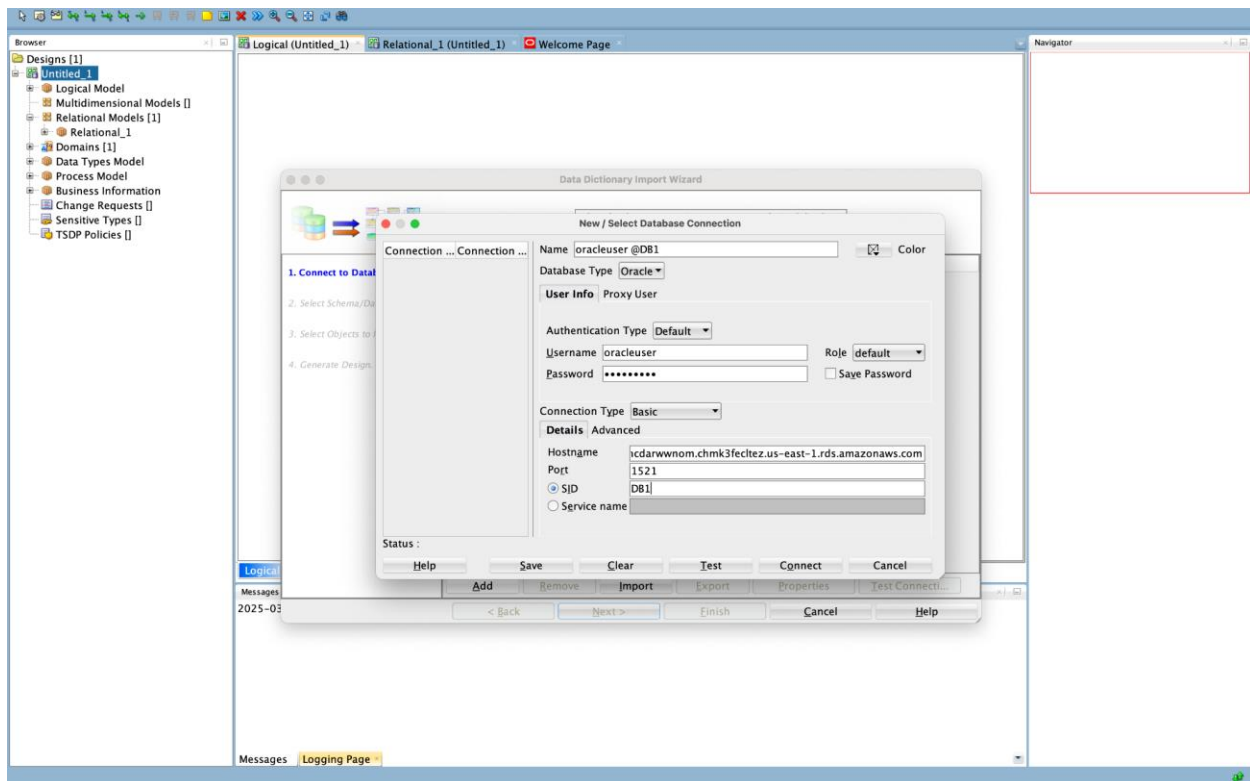 Browser
Designs [1]
Untitled_1
Logical Model
Multidimensional Models []
Relational Models [1]
Relational_1
Domains [1]
Data Types Model
Process Model
Business Information
Change Requests []
Sensitive Types []
TSDP Policies []
Logical (Untitled_1)
Relational_1 (Untitled_1)
Welcome Page
Navigator
Data Dictionary Import Wizard
1. Connect to Datab
2. Select Schema/Da
3. Select Objects to I
4. Generate Design.
New / Select Database Connection
Connection ... Connection ...
Name oracleuser @DB1
Color
Database Type Oracle
User Info Proxy User
Authentication Type Default
Username oracleuser
Role default
Password •••••••••
Save Password
Connection Type Basic
Details Advanced
Hostname cdarwwnom.chmk3fecltez.us-east-1.rds.amazonaws.com
Port 1521
SID DB1
Service name
Status :
Help Save Clear Test Connect Cancel
Add Remove Import Export Properties Test Connecti...
< Back Next > Finish Cancel Help
Logical
Messages
2025-03
Messages Logging Page